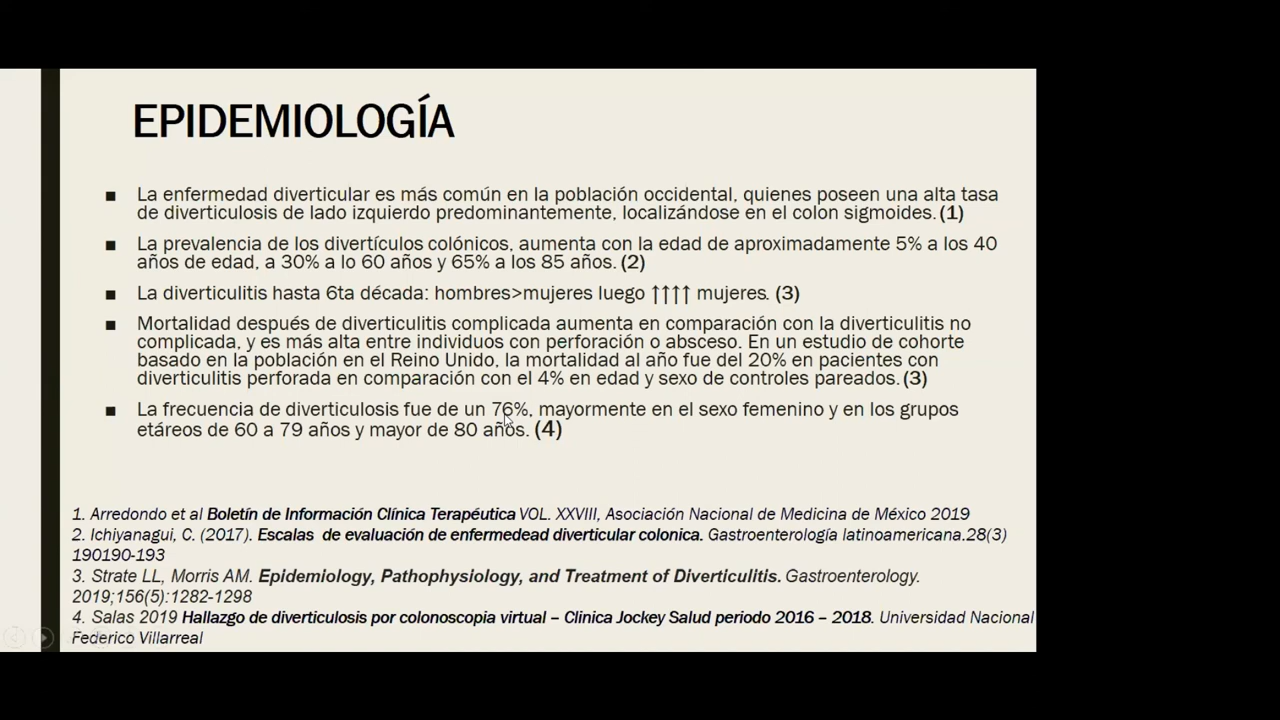 EPIDEMIOLOGÍA
■ La enfermedad diverticular es más común en la población occidental, quienes poseen una alta tasa
de diverticulosis de lado izquierdo predominantemente, localizándose en el colon sigmoides. (1)
■ La prevalencia de los divertículos colónicos, aumenta con la edad de aproximadamente 5% a los 40
años de edad, a 30% a lo 60 años y 65% a los 85 años. (2)
■ La diverticulitis hasta 6ta década: hombres>mujeres luego ↑↑↑↑ mujeres. (3)
■ Mortalidad después de diverticulitis complicada aumenta en comparación con la diverticulitis no
complicada, y es más alta entre individuos con perforación o absceso. En un estudio de cohorte
basado en la población en el Reino Unido, la mortalidad al año fue del 20% en pacientes con
diverticulitis perforada en comparación con el 4% en edad y sexo de controles pareados. (3)
■ La frecuencia de diverticulosis fue de un 76%, mayormente en el sexo femenino y en los grupos
etáreos de 60 a 79 años y mayor de 80 años. (4)
1. Arredondo et al Boletín de Información Clínica Terapéutica VOL. XXVIII, Asociación Nacional de Medicina de México 2019
2. Ichiyanagui, C. (2017). Escalas de evaluación de enfermedead diverticular colonica. Gastroenterología latinoamericana.28(3)
190190-193
3. Strate LL, Morris AM. Epidemiology, Pathophysiology, and Treatment of Diverticulitis. Gastroenterology.
2019;156(5):1282-1298
4. Salas 2019 Hallazgo de diverticulosis por colonoscopia virtual – Clinica Jockey Salud periodo 2016 – 2018. Universidad Nacional
Federico Villarreal